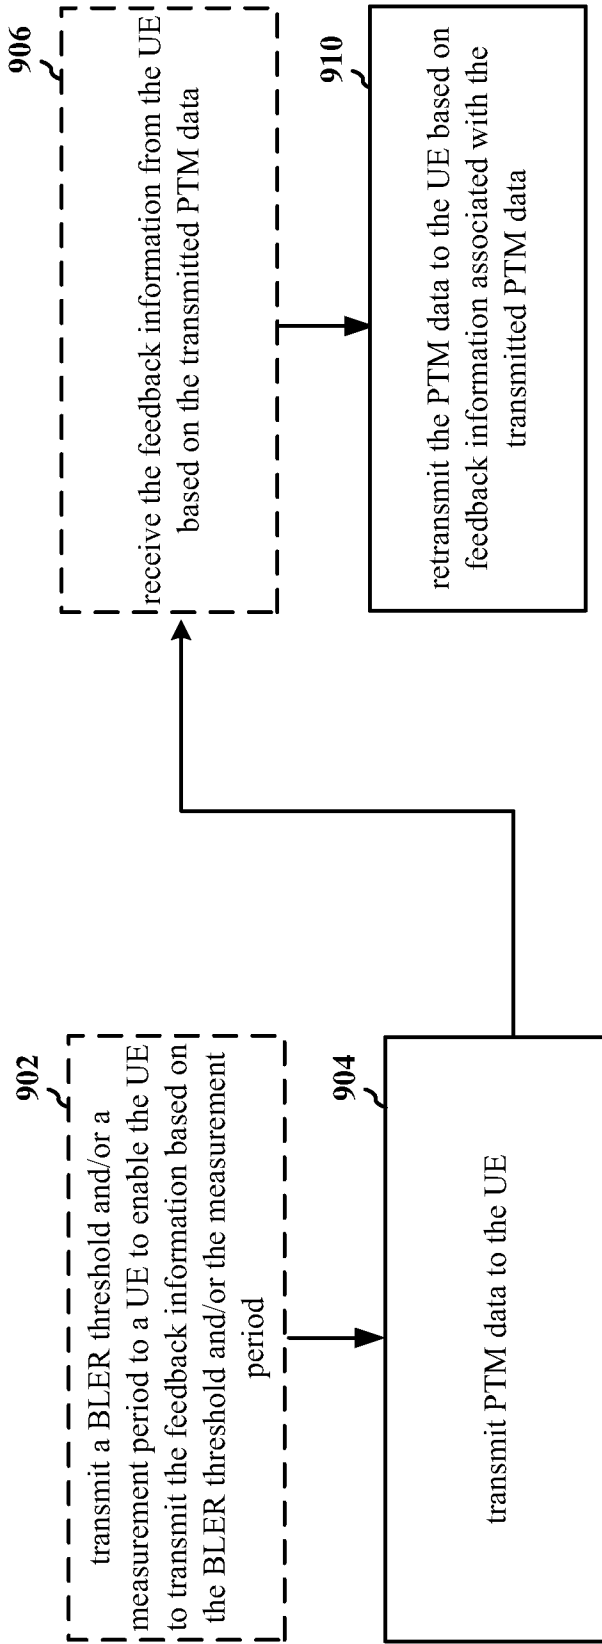 902
transmit a BLER threshold and/or a
measurement period to a UE to enable the UE
to transmit the feedback information based on
the BLER threshold and/or the measurement
period
904
transmit PTM data to the UE
906
receive the feedback information from the UE
based on the transmitted PTM data
910
retransmit the PTM data to the UE based on
feedback information associated with the
transmitted PTM data